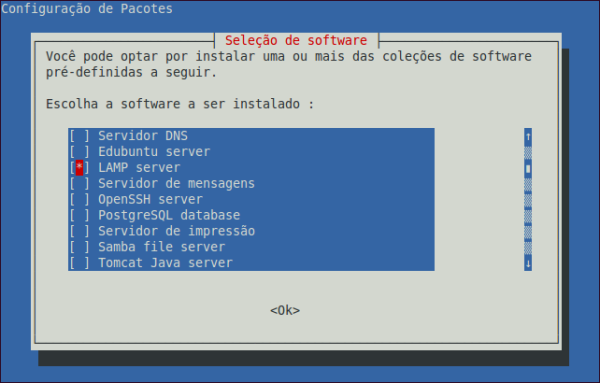 Configuração de Pacotes
Seleção de software
Você pode optar por instalar uma ou mais das coleções de software
pré-definidas a seguir.
Escolha a software a ser instalado :
[ ] Servidor DNS
[ ] Edubuntu server
[*] LAMP server
[ ] Servidor de mensagens
[ ] OpenSSH server
[ ] PostgreSQL database
[ ] Servidor de impressão
[ ] Samba file server
[ ] Tomcat Java server
<Ok>